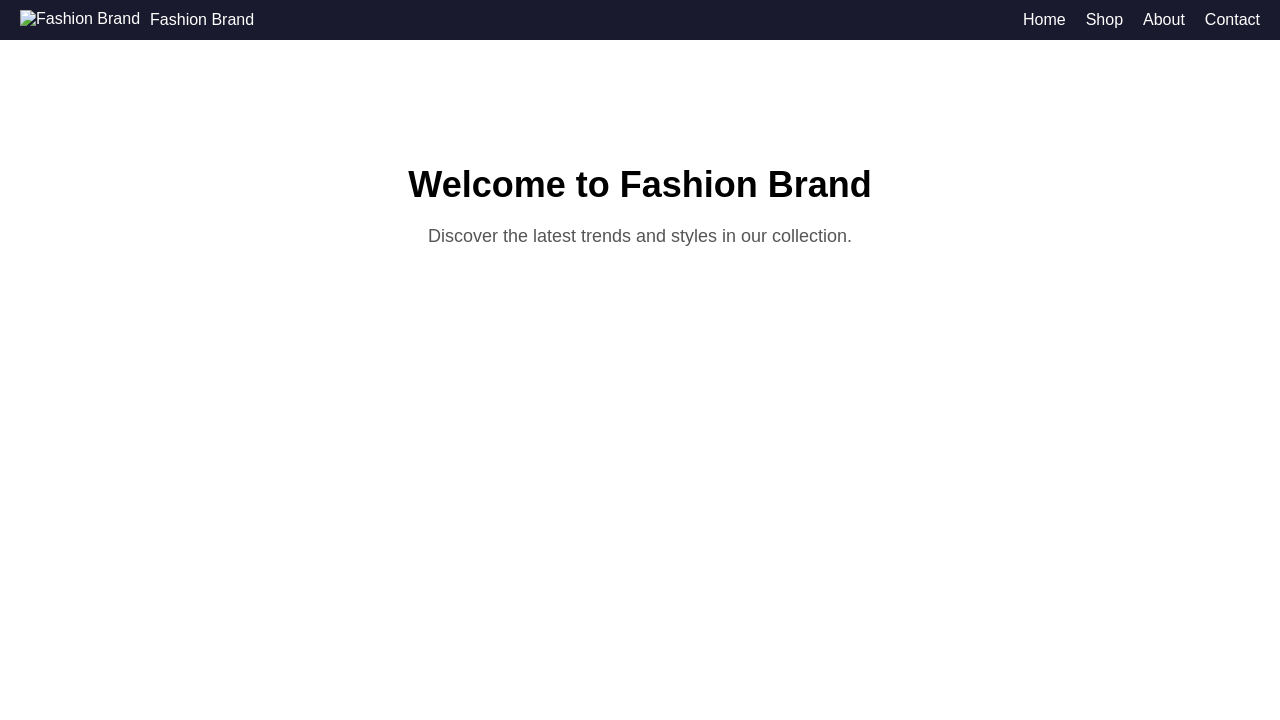 Fashion Brand Fashion Brand Home Shop About Contact
Welcome to Fashion Brand
Discover the latest trends and styles in our collection.